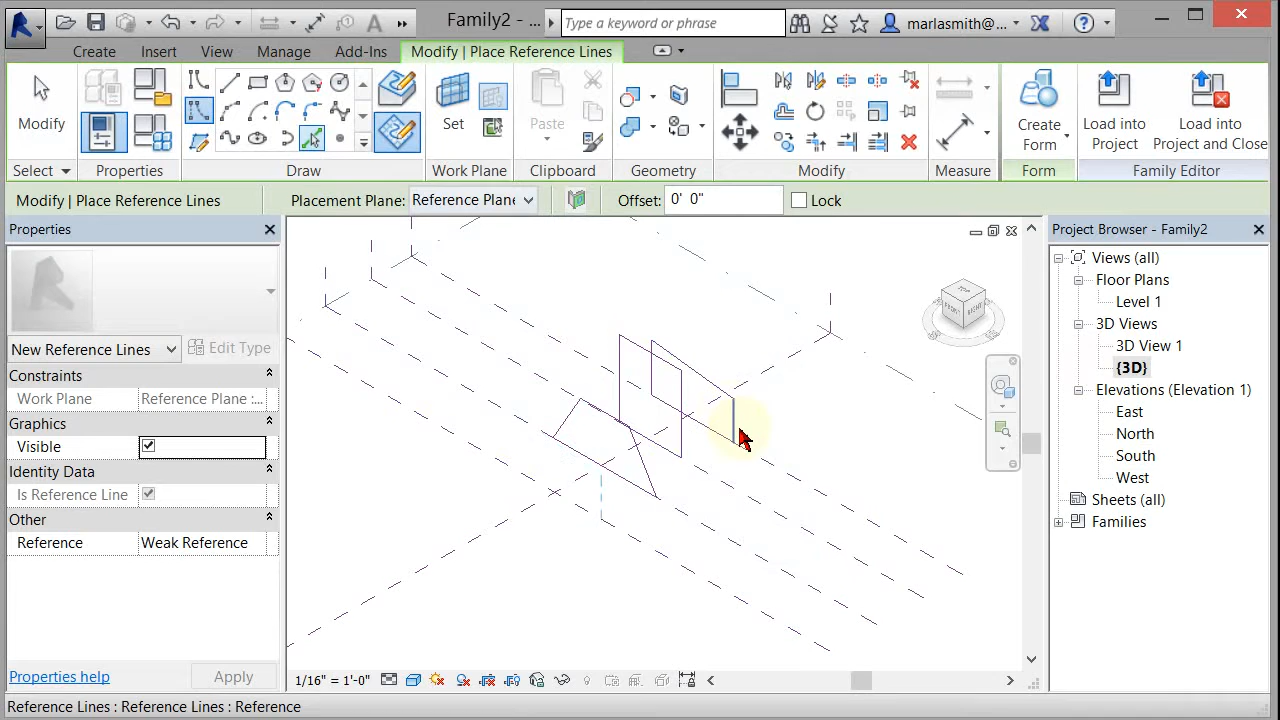 Family2 - ...
Type a keyword or phrase
marlasmith@...
Create
Insert
View
Manage
Add-Ins
Modify | Place Reference Lines
Modify
Set
Paste
Create
Form
Load into
Project
Load into
Project and Close
Select
Properties
Draw
Work Plane
Clipboard
Geometry
Modify
Measure
Form
Family Editor
Modify | Place Reference Lines
Placement Plane:
Reference Plane
Offset:
0' 0"
Lock
Properties
New Reference Lines
Edit Type
Constraints
Work Plane
Reference Plane :...
Graphics
Visible
Identity Data
Is Reference Line
Other
Reference
Weak Reference
Properties help
Apply
TOP
FRONT
RIGHT
Project Browser - Family2
Views (all)
Floor Plans
Level 1
3D Views
3D View 1
{3D}
Elevations (Elevation 1)
East
North
South
West
Sheets (all)
Families
1/16" = 1'-0"
Reference Lines : Reference Lines : Reference